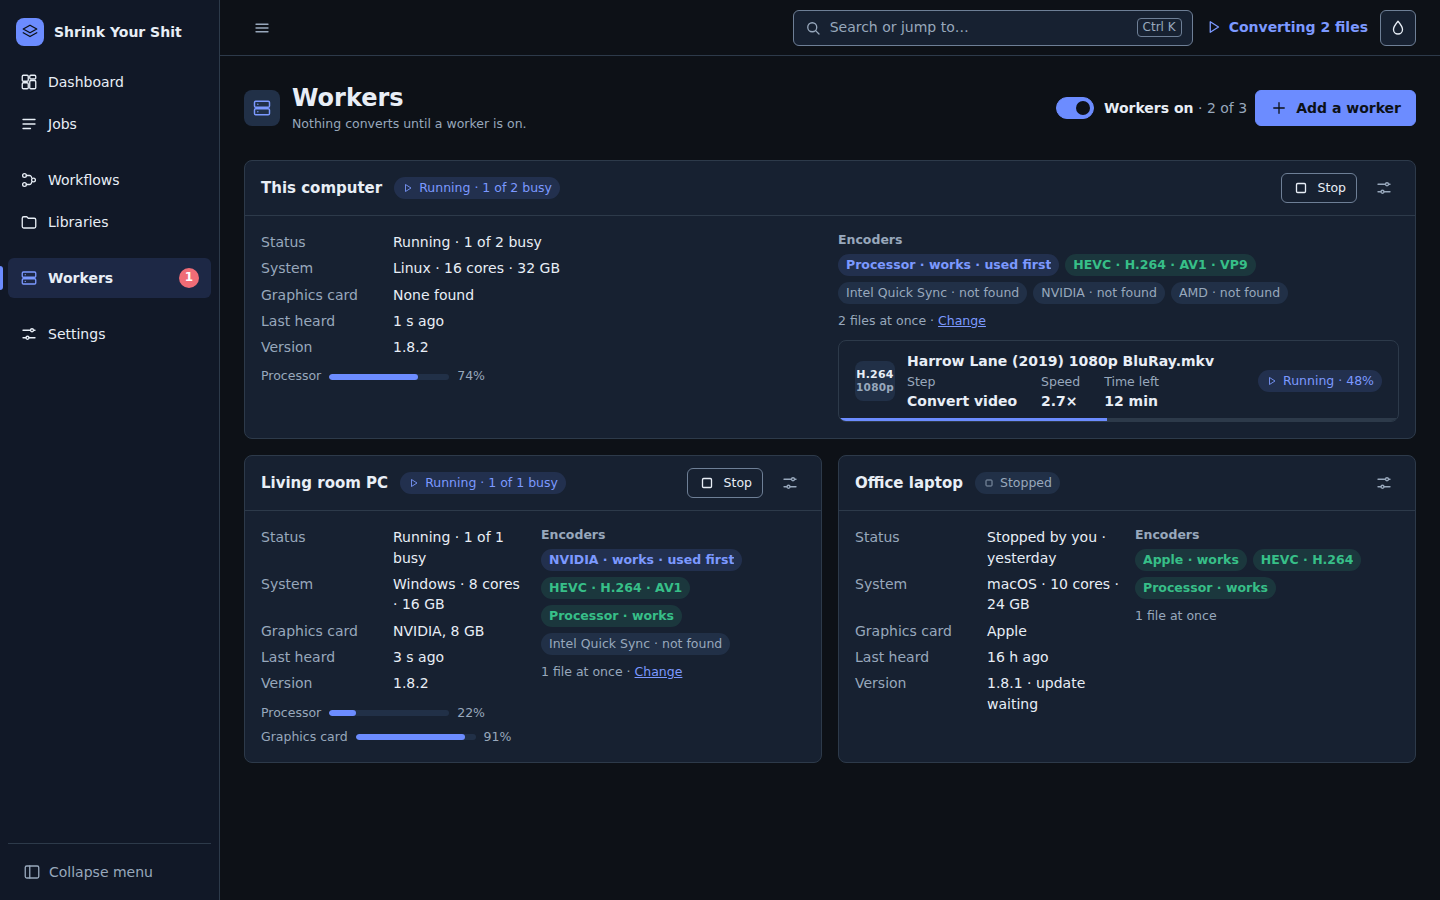 Shrink Your Shit
Search or jump to…
Ctrl K
Converting 2 files
Dashboard
Jobs
Workflows
Libraries
Workers
1
Settings
Collapse menu
Workers
Nothing converts until a worker is on.
Workers on · 2 of 3
Add a worker
This computer
Running · 1 of 2 busy
Stop
Status
Running · 1 of 2 busy
System
Linux · 16 cores · 32 GB
Graphics card
None found
Last heard
1 s ago
Version
1.8.2
Processor
74%
Encoders
Processor · works · used first
HEVC · H.264 · AV1 · VP9
Intel Quick Sync · not found
NVIDIA · not found
AMD · not found
2 files at once · Change
H.264
1080p
Harrow Lane (2019) 1080p BluRay.mkv
Step
Convert video
Speed
2.7×
Time left
12 min
Running · 48%
Living room PC
Running · 1 of 1 busy
Stop
Status
Running · 1 of 1
busy
System
Windows · 8 cores
· 16 GB
Graphics card
NVIDIA, 8 GB
Last heard
3 s ago
Version
1.8.2
Processor
22%
Graphics card
91%
Encoders
NVIDIA · works · used first
HEVC · H.264 · AV1
Processor · works
Intel Quick Sync · not found
1 file at once · Change
Office laptop
Stopped
Status
Stopped by you ·
yesterday
System
macOS · 10 cores ·
24 GB
Graphics card
Apple
Last heard
16 h ago
Version
1.8.1 · update
waiting
Encoders
Apple · works
HEVC · H.264
Processor · works
1 file at once